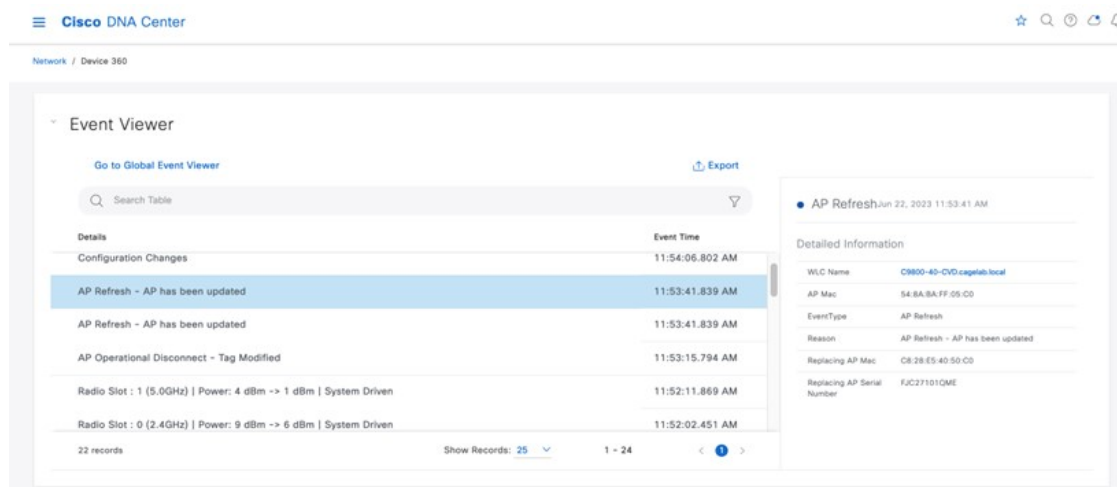 Cisco DNA Center
Network / Device 360
Event Viewer
Go to Global Event Viewer
Export
Search Table
Details Event Time
Configuration Changes 11:54:06.802 AM
AP Refresh - AP has been updated 11:53:41.839 AM
AP Refresh - AP has been updated 11:53:41.839 AM
AP Operational Disconnect - Tag Modified 11:53:15.794 AM
Radio Slot : 1 (5.0GHz) | Power: 4 dBm -> 1 dBm | System Driven 11:52:11.869 AM
Radio Slot : 0 (2.4GHz) | Power: 9 dBm -> 6 dBm | System Driven 11:52:02.451 AM
22 records Show Records: 25 1 - 24 1
AP Refresh Jun 22, 2023 11:53:41 AM
Detailed Information
WLC Name C9800-40-CVD.cagelab.local
AP Mac 54:8A:BA:FF:05:C0
EventType AP Refresh
Reason AP Refresh - AP has been updated
Replacing AP Mac C8:28:E5:40:50:C0
Replacing AP Serial FJC27101QME
Number